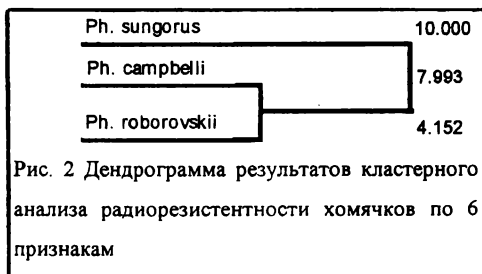 Ph. sungorus 10.000
Ph. campbelli 7.993
Ph. roborovskii 4.152
Рис. 2 Дендрограмма результатов кластерного
анализа радиорезистентности хомячков по 6
признакам